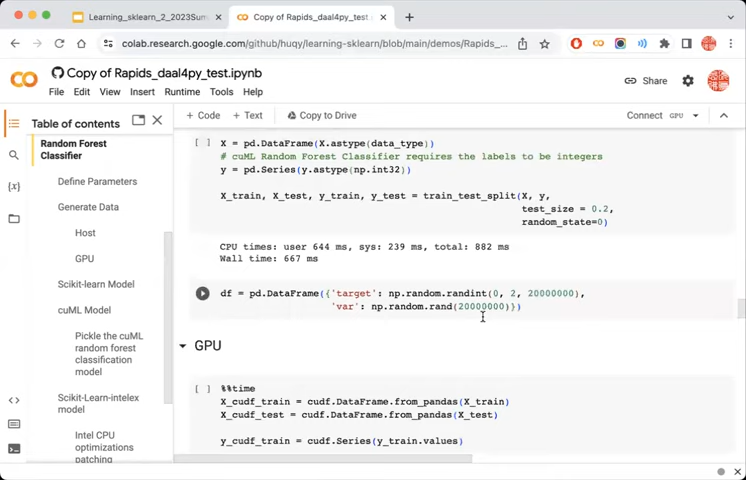 Learning_sklearn_2_2023Sum
Copy of Rapids_daal4py_test.
colab.research.google.com/github/huqy/learning-sklearn/blob/main/demos/Rapids_...
Copy of Rapids_daal4py_test.ipynb
File Edit View Insert Runtime Tools Help
Share
Table of contents
+ Code + Text Copy to Drive
Connect GPU
Random Forest
Classifier
Define Parameters
Generate Data
Host
GPU
Scikit-learn Model
cuML Model
Pickle the cuML
random forest
classification
model
Scikit-Learn-intelex
model
Intel CPU
optimizations
patching
[ ] X = pd.DataFrame(X.astype(data_type))
# cuML Random Forest Classifier requires the labels to be integers
y = pd.Series(y.astype(np.int32))
X_train, X_test, y_train, y_test = train_test_split(X, y,
test_size = 0.2,
random_state=0)
CPU times: user 644 ms, sys: 239 ms, total: 882 ms
Wall time: 667 ms
df = pd.DataFrame({'target': np.random.randint(0, 2, 20000000),
'var': np.random.rand(20000000)})
GPU
[ ] %%time
X_cudf_train = cudf.DataFrame.from_pandas(X_train)
X_cudf_test = cudf.DataFrame.from_pandas(X_test)
y_cudf_train = cudf.Series(y_train.values)